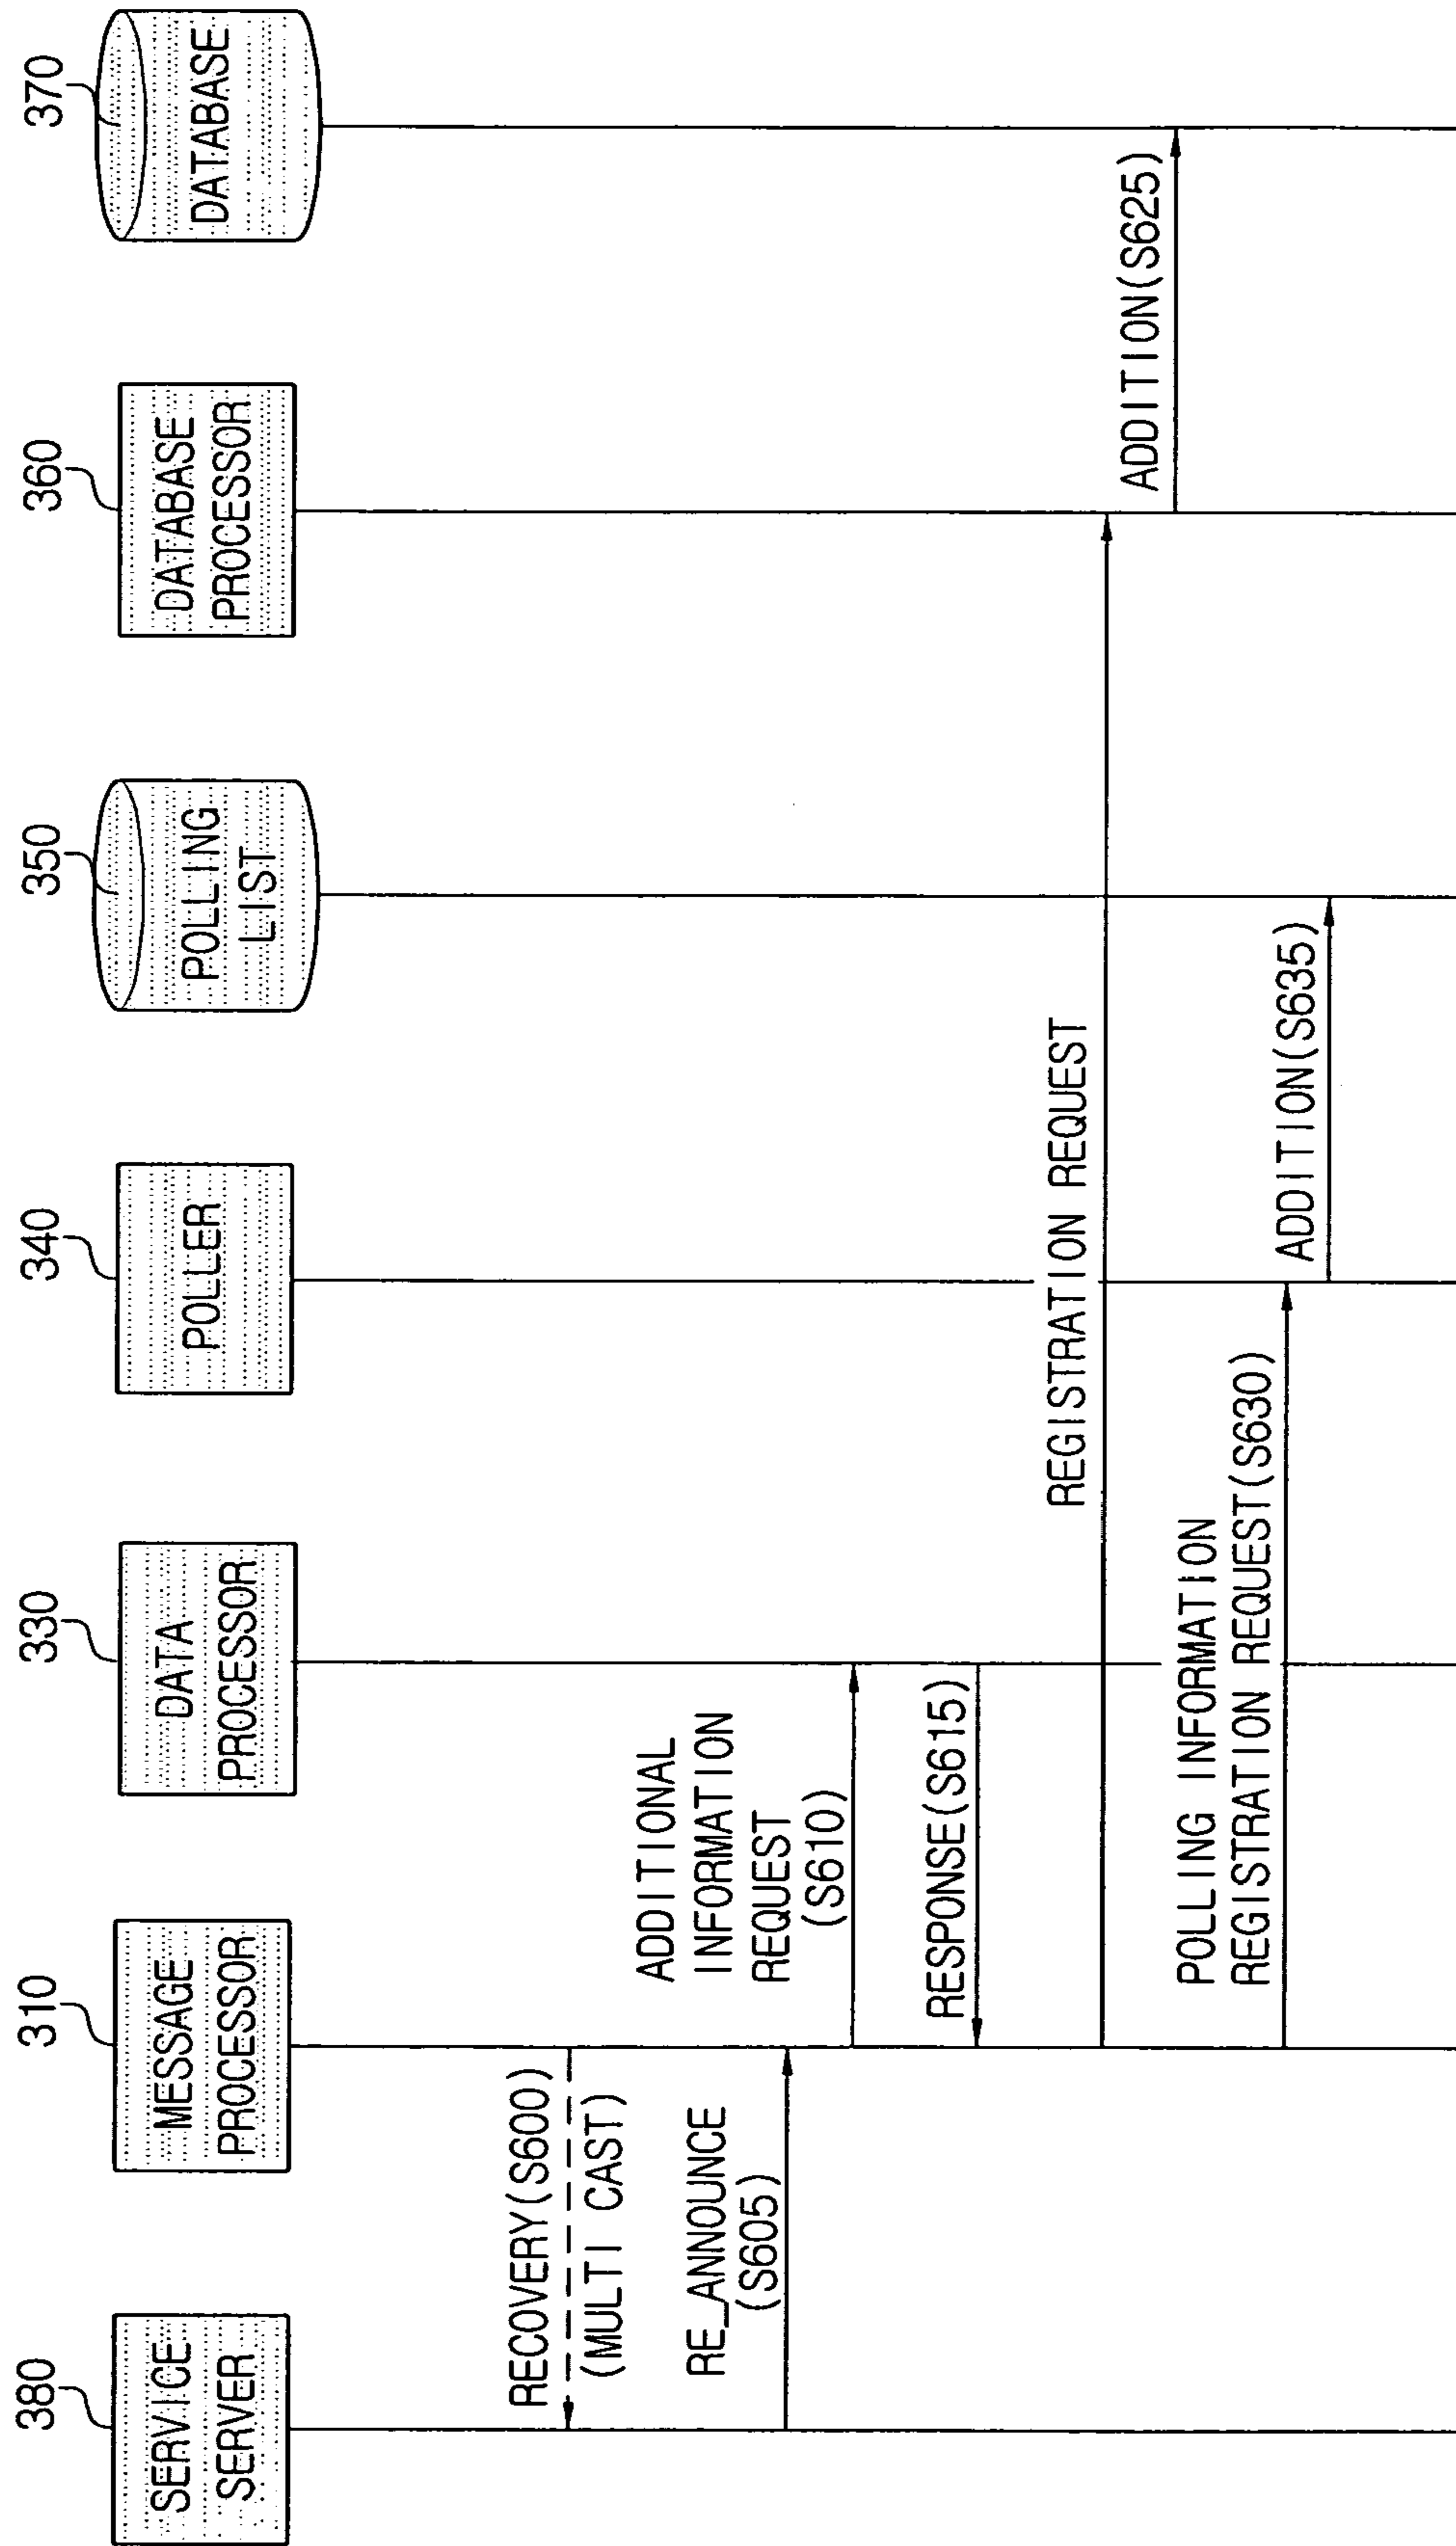 380
SERVICE
SERVER
310
MESSAGE
PROCESSOR
330
DATA
PROCESSOR
340
POLLER
350
POLLING
LIST
360
DATABASE
PROCESSOR
370
DATABASE
RECOVERY(S600)
(MULTI CAST)
RE_ANNOUNCE
(S605)
ADDITIONAL
INFORMATION
REQUEST
(S610)
RESPONSE(S615)
REGISTRATION REQUEST
ADDITION(S625)
POLLING INFORMATION
REGISTRATION REQUEST(S630)
ADDITION(S635)